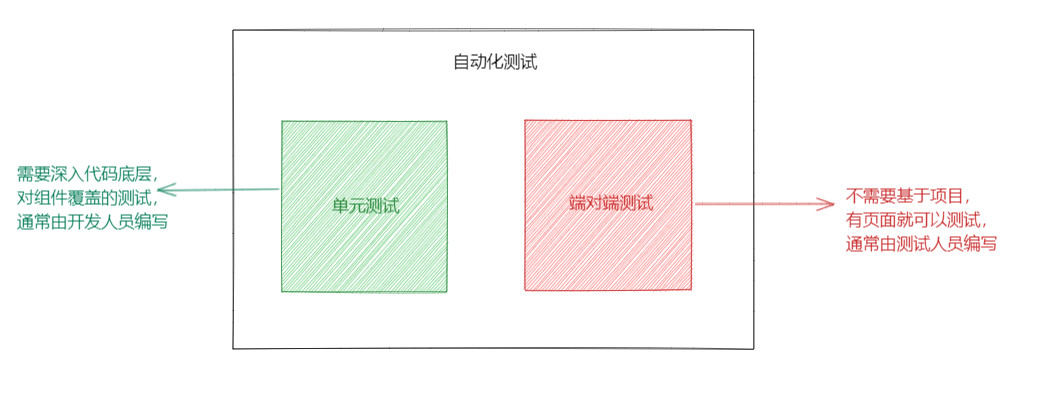 自动化测试
需要深入代码底层，
对组件覆盖的测试，
通常由开发人员编写
单元测试
端对端测试
不需要基于项目，
有页面就可以测试，
通常由测试人员编写